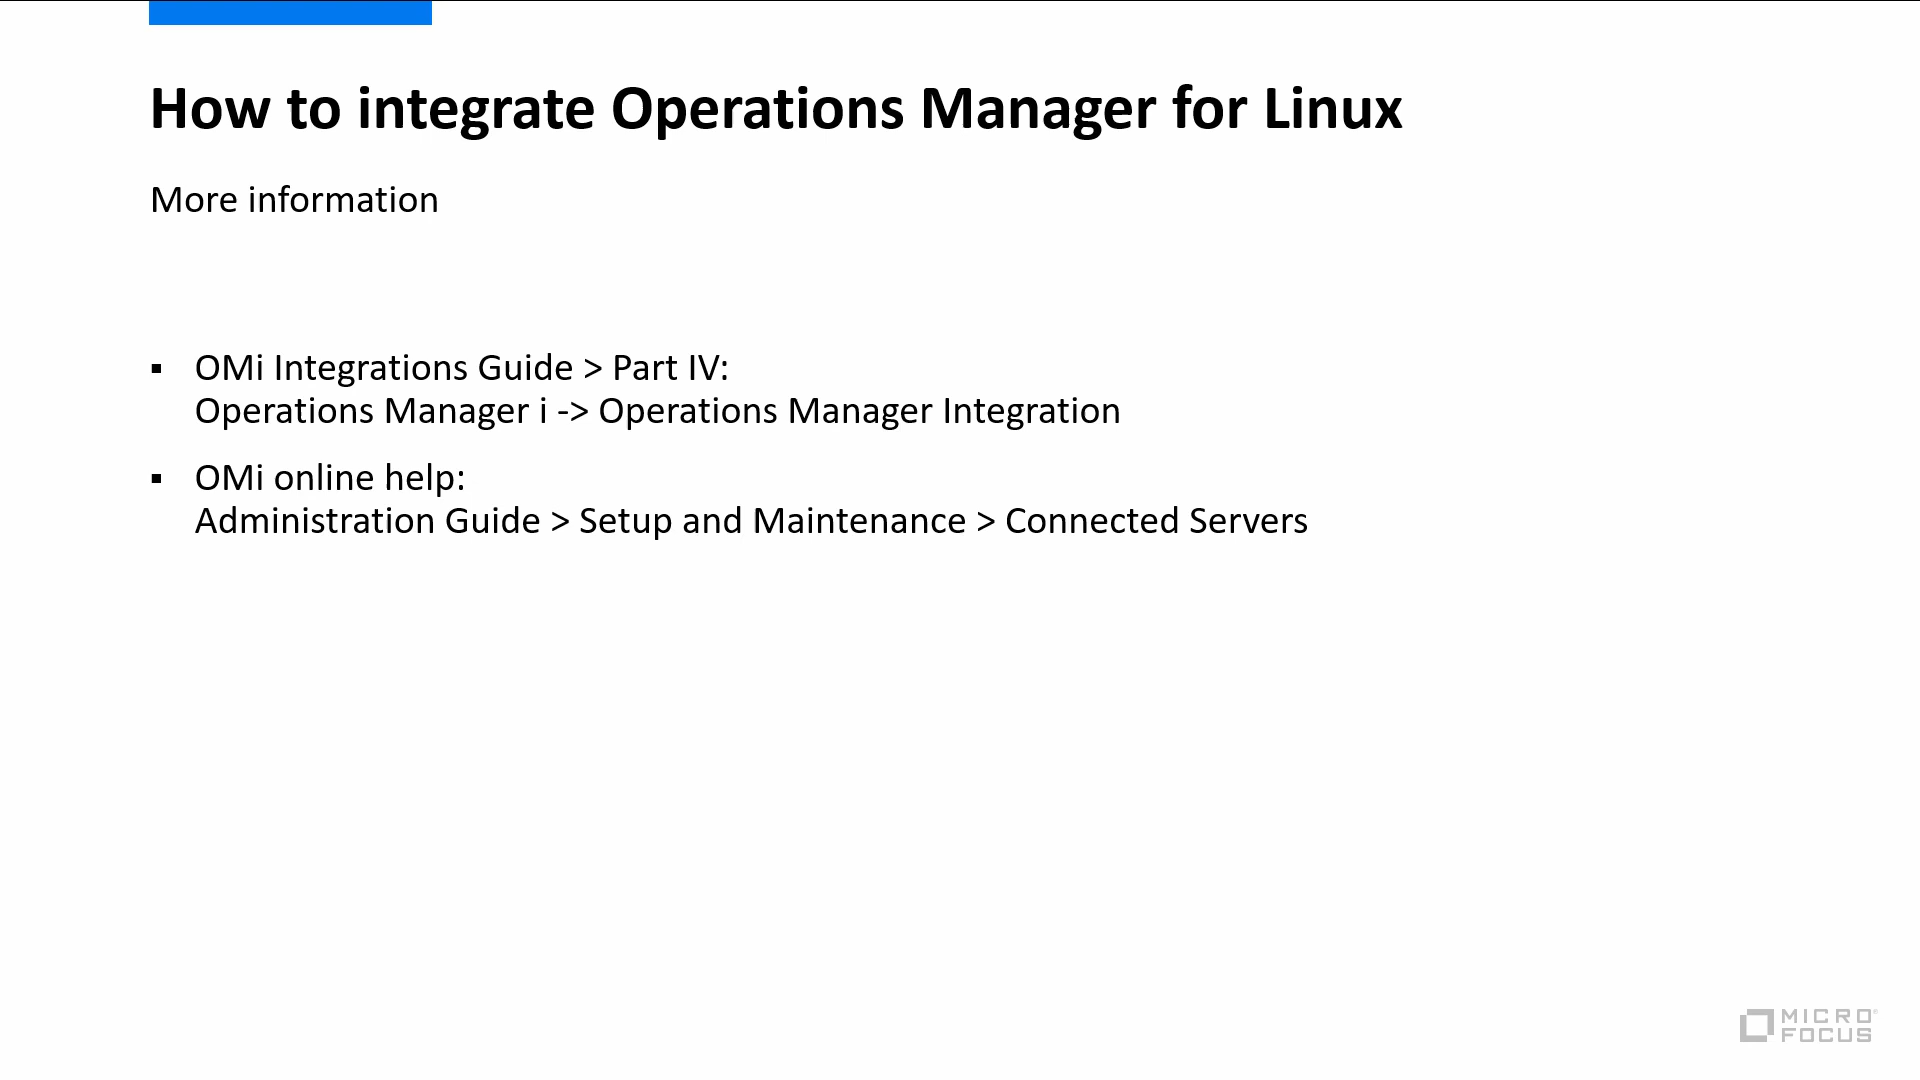 How to integrate Operations Manager for Linux
More information
▪ OMi Integrations Guide > Part IV:
Operations Manager i -> Operations Manager Integration
▪ OMi online help:
Administration Guide > Setup and Maintenance > Connected Servers
MICRO
FOCUS